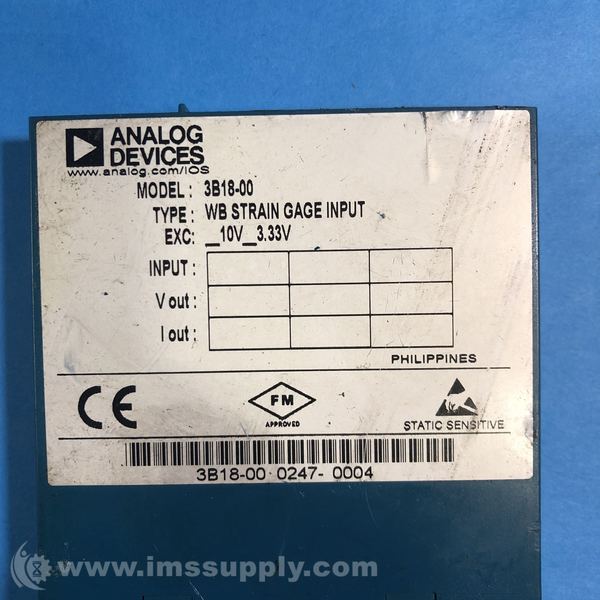 ANALOG
DEVICES
www.analog.com/IOS
MODEL : 3B18-00
TYPE : WB STRAIN GAGE INPUT
EXC: _10V_3.33V
INPUT :
V out :
I out :
PHILIPPINES
CE
FM
APPROVED
STATIC SENSITIVE
3B18-00 0247- 0004
www.imssupply.com